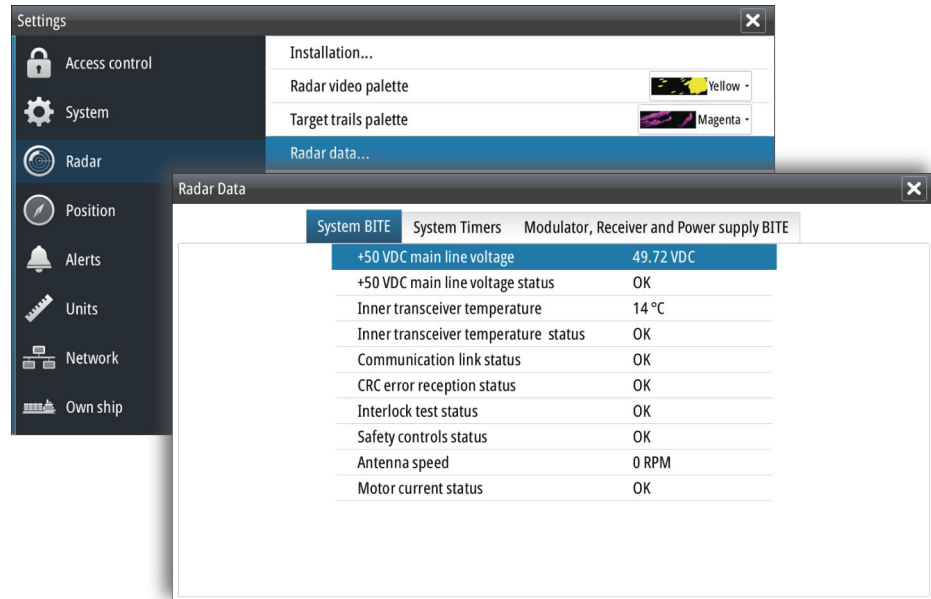 Settings
Access control
System
Radar
Position
Alerts
Units
Network
Own ship
Installation...
Radar video palette Yellow
Target trails palette Magenta
Radar data...
Radar Data
System BITE System Timers Modulator, Receiver and Power supply BITE
+50 VDC main line voltage 49.72 VDC
+50 VDC main line voltage status OK
Inner transceiver temperature 14 °C
Inner transceiver temperature status OK
Communication link status OK
CRC error reception status OK
Interlock test status OK
Safety controls status OK
Antenna speed 0 RPM
Motor current status OK